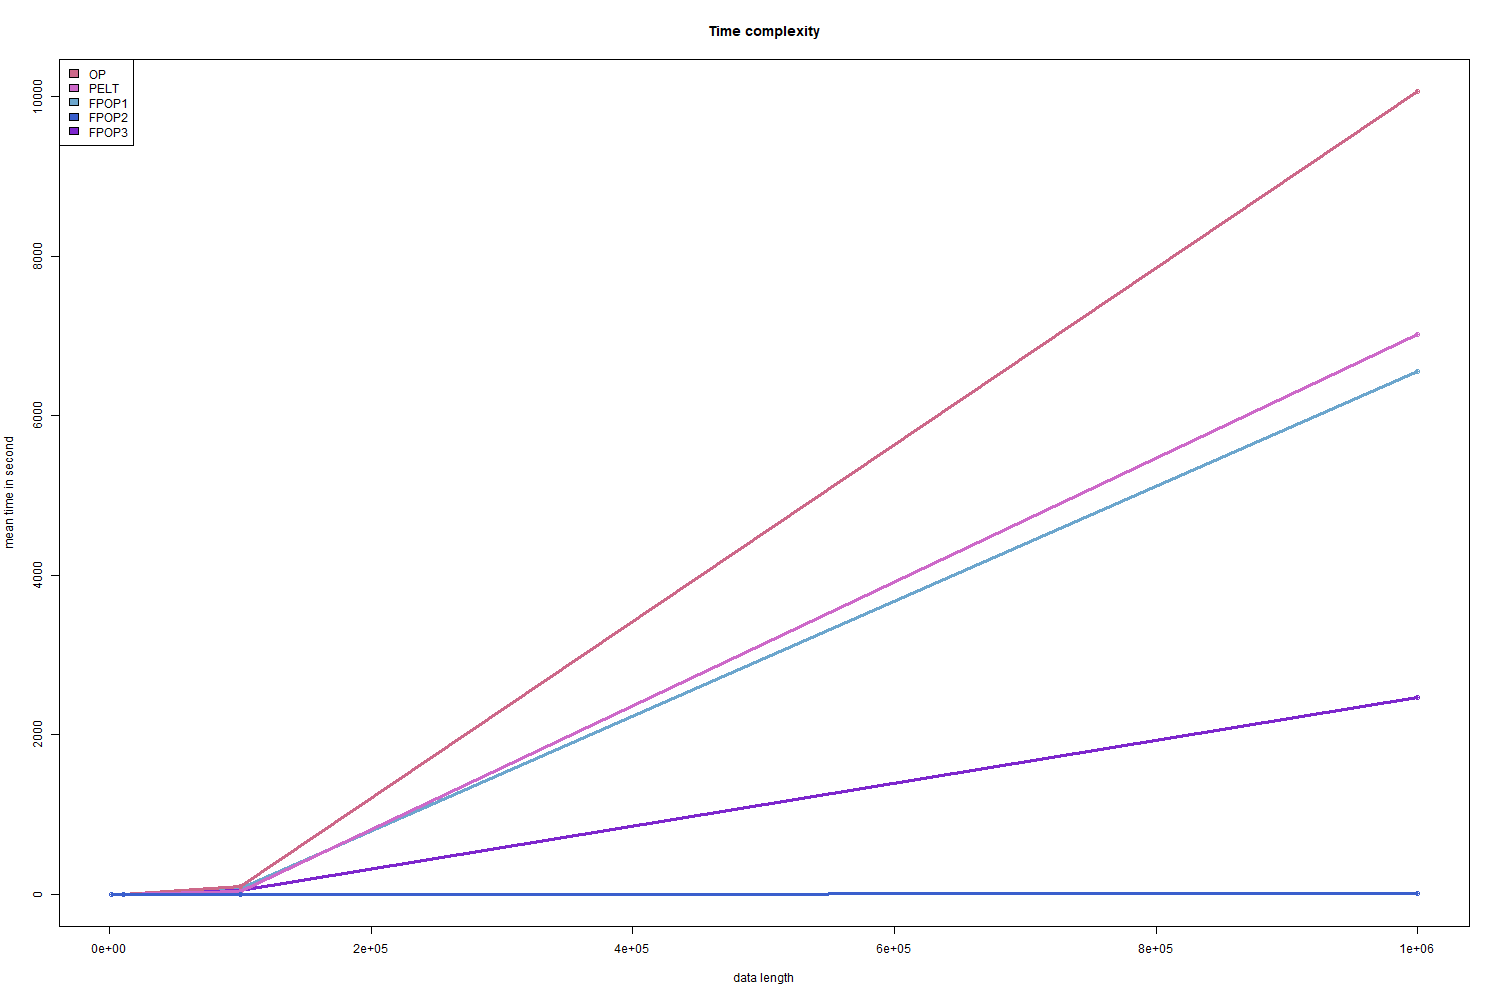 Time complexity
OP
PELT
FPOP1
FPOP2
FPOP3
10000
8000
6000
4000
2000
0
mean time in second
0e+00 2e+05 4e+05 6e+05 8e+05 1e+06
data length